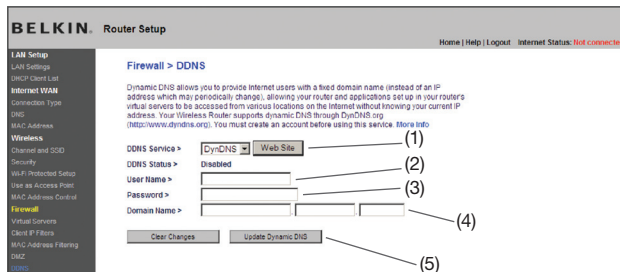 BELKIN. Router Setup
Home | Help | Logout Internet Status: Not connecte
LAN Setup
LAN Settings
DHCP Client List
Internet WAN
Connection Type
DNS
MAC Address
Wireless
Channel and SSID
Security
Wi-Fi Protected Setup
Use as Access Point
MAC Address Control
Firewall
Virtual Servers
Client IP Filters
MAC Address Filtering
DMZ
DDNS
Firewall > DDNS
Dynamic DNS allows you to provide Internet users with a fixed domain name (instead of an IP
address which may periodically change), allowing your router and applications set up in your router's
virtual servers to be accessed from various locations on the Internet without knowing your current IP
address. Your Wireless Router supports dynamic DNS through DynDNS.org
(http://www.dyndns.org). You must create an account before using this service. More Info
DDNS Service > DynDNS Web Site (1)
DDNS Status > Disabled
User Name > (2)
Password > (3)
Domain Name > . . (4)
Clear Changes Update Dynamic DNS (5)